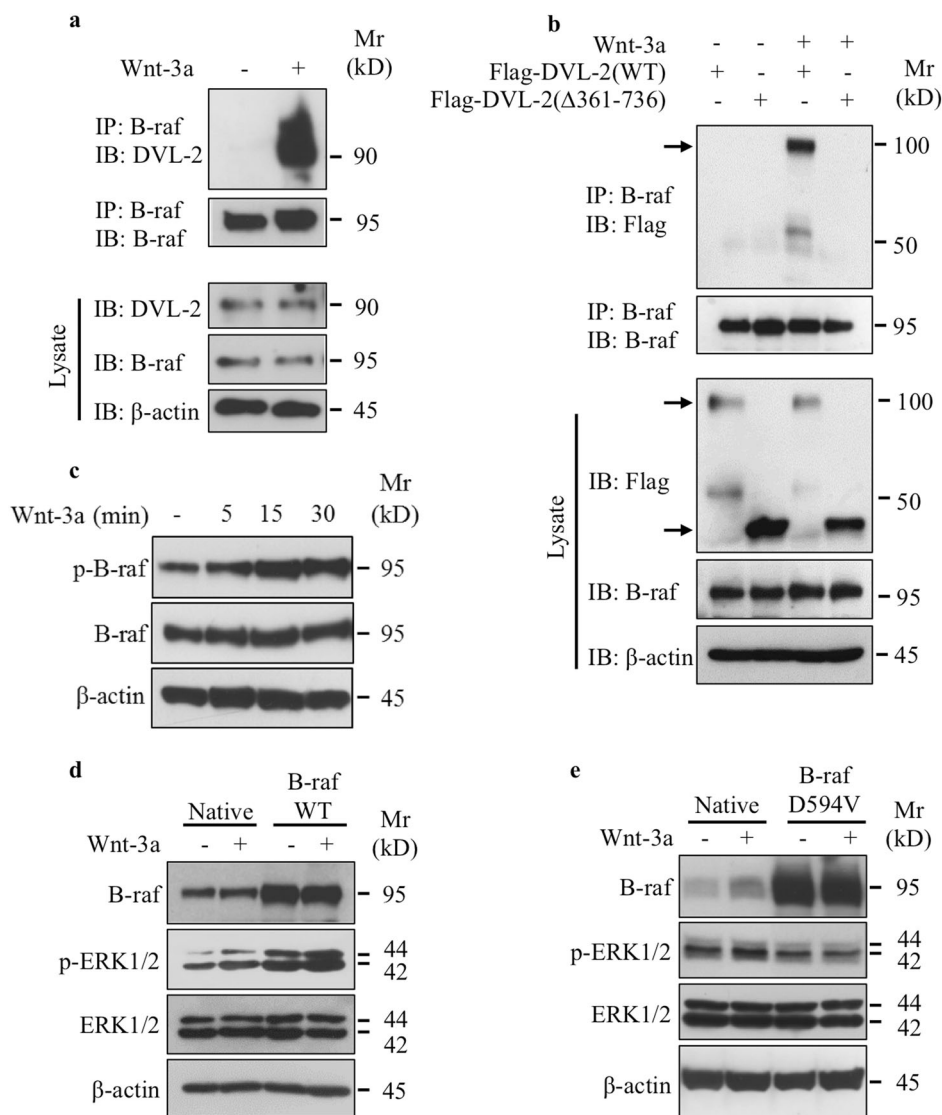 a
Mr
Wnt-3a - + (kD)
IP: B-raf
IB: DVL-2
90
IP: B-raf
IB: B-raf
95
Lysate
IB: DVL-2 90
IB: B-raf 95
IB: β-actin 45
b
Wnt-3a - - + +
Flag-DVL-2(WT) + - + - Mr
Flag-DVL-2(Δ361-736) - + - + (kD)
100
IP: B-raf
IB: Flag
50
IP: B-raf
IB: B-raf
95
Lysate
100
IB: Flag
50
IB: B-raf 95
IB: β-actin 45
c
Mr
Wnt-3a (min) - 5 15 30 (kD)
p-B-raf 95
B-raf 95
β-actin 45
d
B-raf
Native WT Mr
Wnt-3a - + - + (kD)
B-raf 95
p-ERK1/2 44
42
ERK1/2 44
42
β-actin 45
e
B-raf
Native D594V Mr
Wnt-3a - + - + (kD)
B-raf 95
p-ERK1/2 44
42
ERK1/2 44
42
β-actin 45